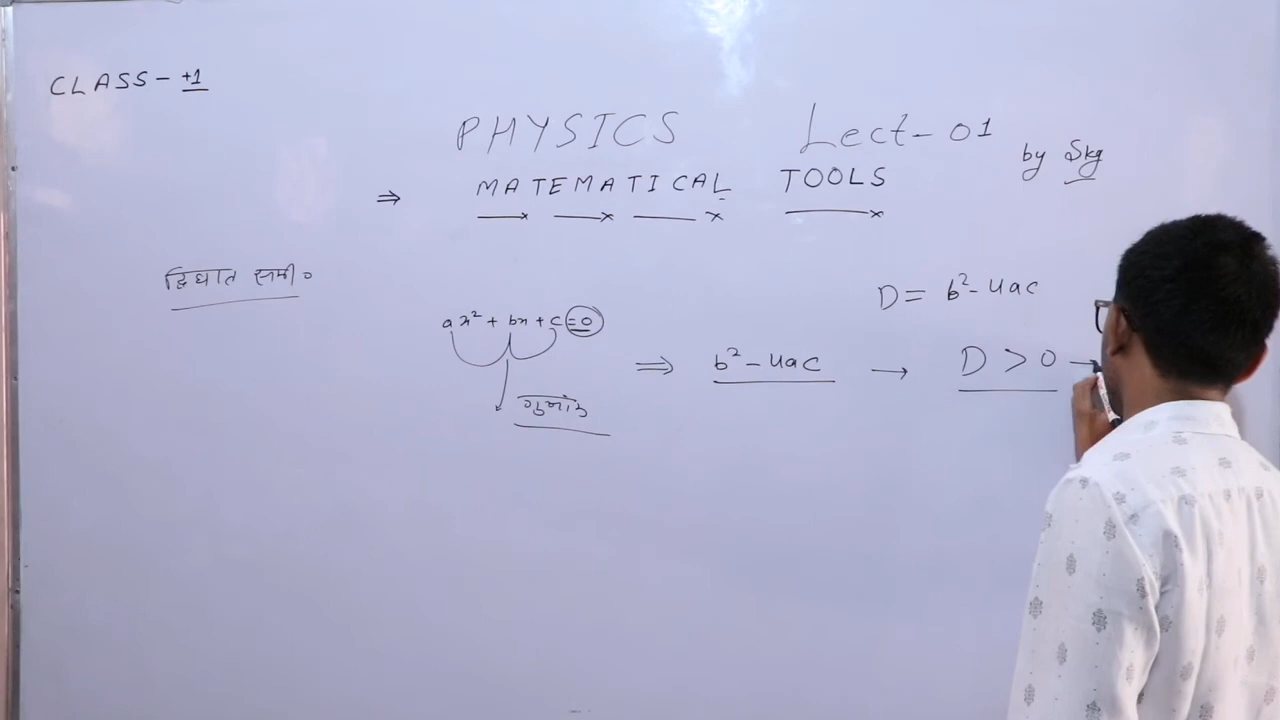 CLASS- +1
PHYSICS Lect-01
by Skg
⇒ MATEMATICAL TOOLS
द्विघात समी०
D = b²-4ac
ax² + bx + c = 0 ⇒ b² - 4ac → D > 0 →
गुणांक